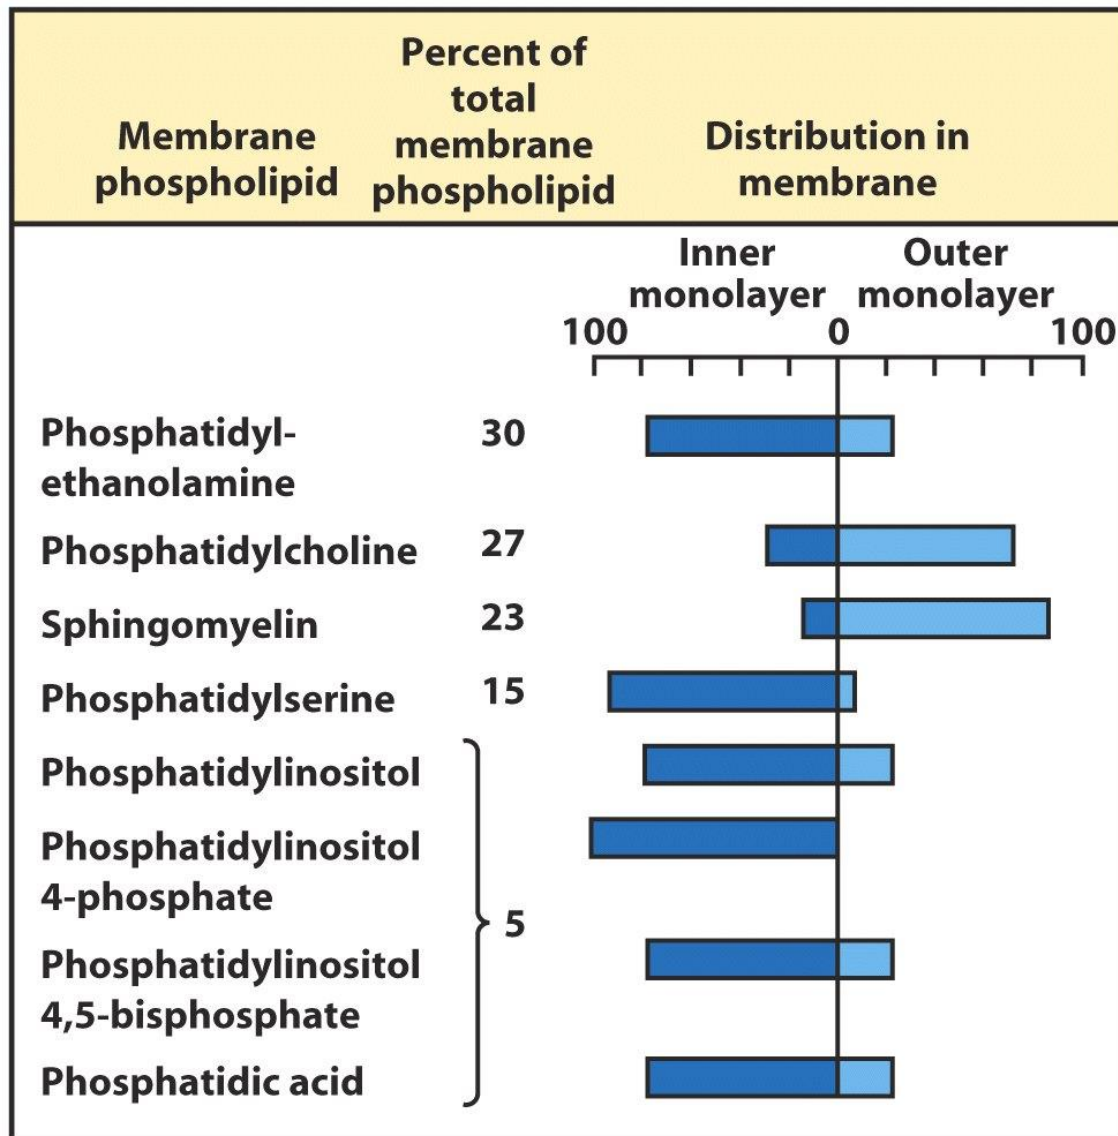 Membrane
phospholipid
Percent of
total
membrane
phospholipid
Distribution in
membrane
Inner
monolayer
Outer
monolayer
100 0 100
Phosphatidyl-
ethanolamine
30
Phosphatidylcholine 27
Sphingomyelin 23
Phosphatidylserine 15
Phosphatidylinositol
Phosphatidylinositol
4-phosphate
5
Phosphatidylinositol
4,5-bisphosphate
Phosphatidic acid